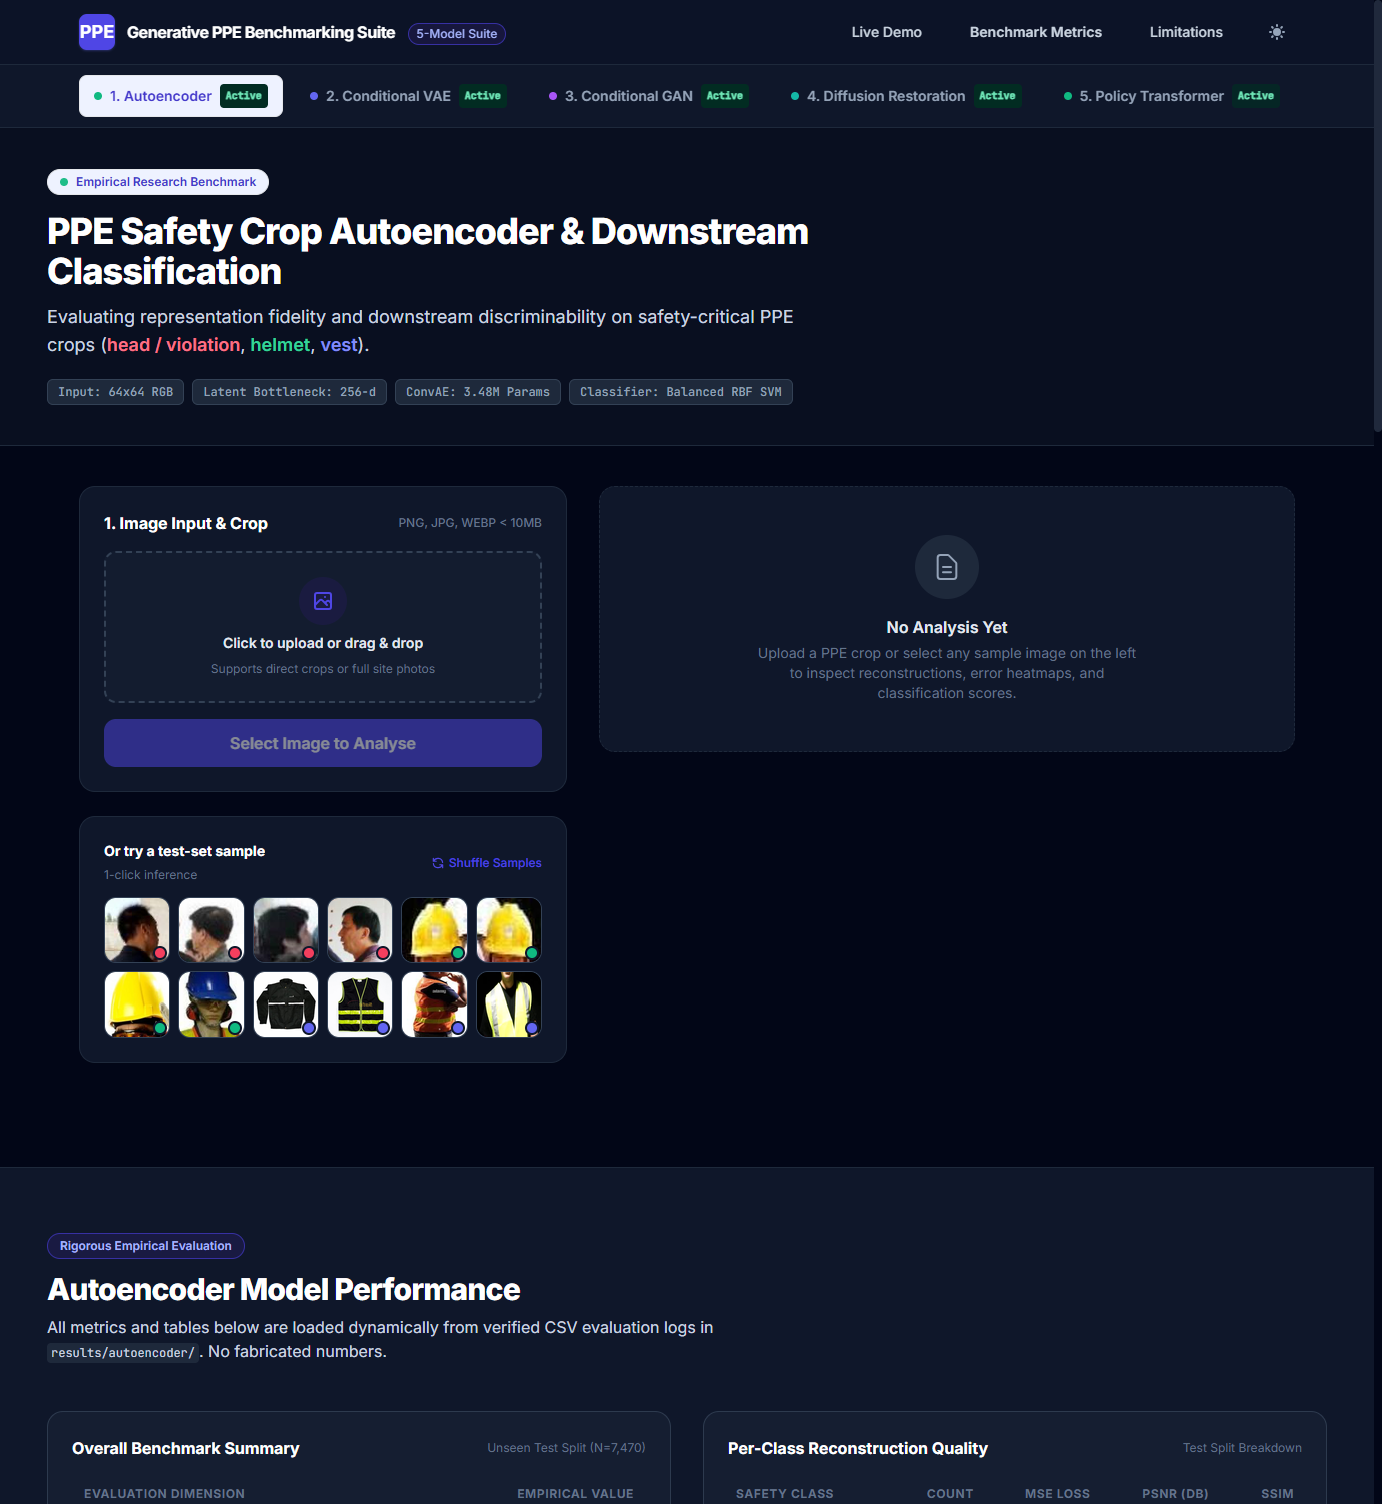 PPE Generative PPE Benchmarking Suite 5-Model Suite Live Demo Benchmark Metrics Limitations
1. Autoencoder Active 2. Conditional VAE Active 3. Conditional GAN Active 4. Diffusion Restoration Active 5. Policy Transformer Active
Empirical Research Benchmark
PPE Safety Crop Autoencoder & Downstream
Classification
Evaluating representation fidelity and downstream discriminability on safety-critical PPE
crops (head / violation, helmet, vest).
Input: 64x64 RGB Latent Bottleneck: 256-d ConvAE: 3.48M Params Classifier: Balanced RBF SVM
1. Image Input & Crop PNG, JPG, WEBP < 10MB
Click to upload or drag & drop
Supports direct crops or full site photos
Select Image to Analyse
No Analysis Yet
Upload a PPE crop or select any sample image on the left
to inspect reconstructions, error heatmaps, and
classification scores.
Or try a test-set sample
1-click inference
Shuffle Samples
Rigorous Empirical Evaluation
Autoencoder Model Performance
All metrics and tables below are loaded dynamically from verified CSV evaluation logs in
results/autoencoder/. No fabricated numbers.
Overall Benchmark Summary Unseen Test Split (N=7,470)
EVALUATION DIMENSION EMPIRICAL VALUE
Per-Class Reconstruction Quality Test Split Breakdown
SAFETY CLASS COUNT MSE LOSS PSNR (DB) SSIM